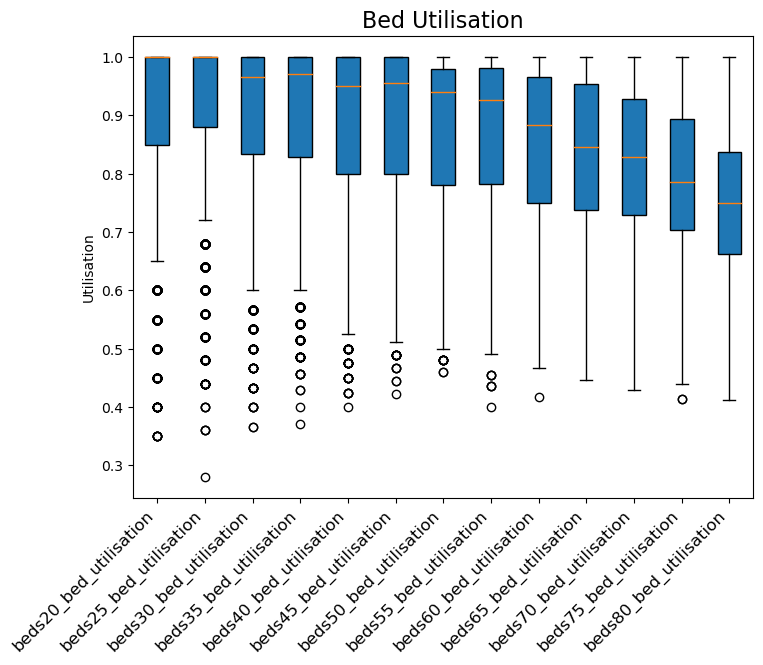 Bed Utilisation
Utilisation
1.0
0.9
0.8
0.7
0.6
0.5
0.4
0.3
beds20_bed_utilisation
beds25_bed_utilisation
beds30_bed_utilisation
beds35_bed_utilisation
beds40_bed_utilisation
beds45_bed_utilisation
beds50_bed_utilisation
beds55_bed_utilisation
beds60_bed_utilisation
beds65_bed_utilisation
beds70_bed_utilisation
beds75_bed_utilisation
beds80_bed_utilisation